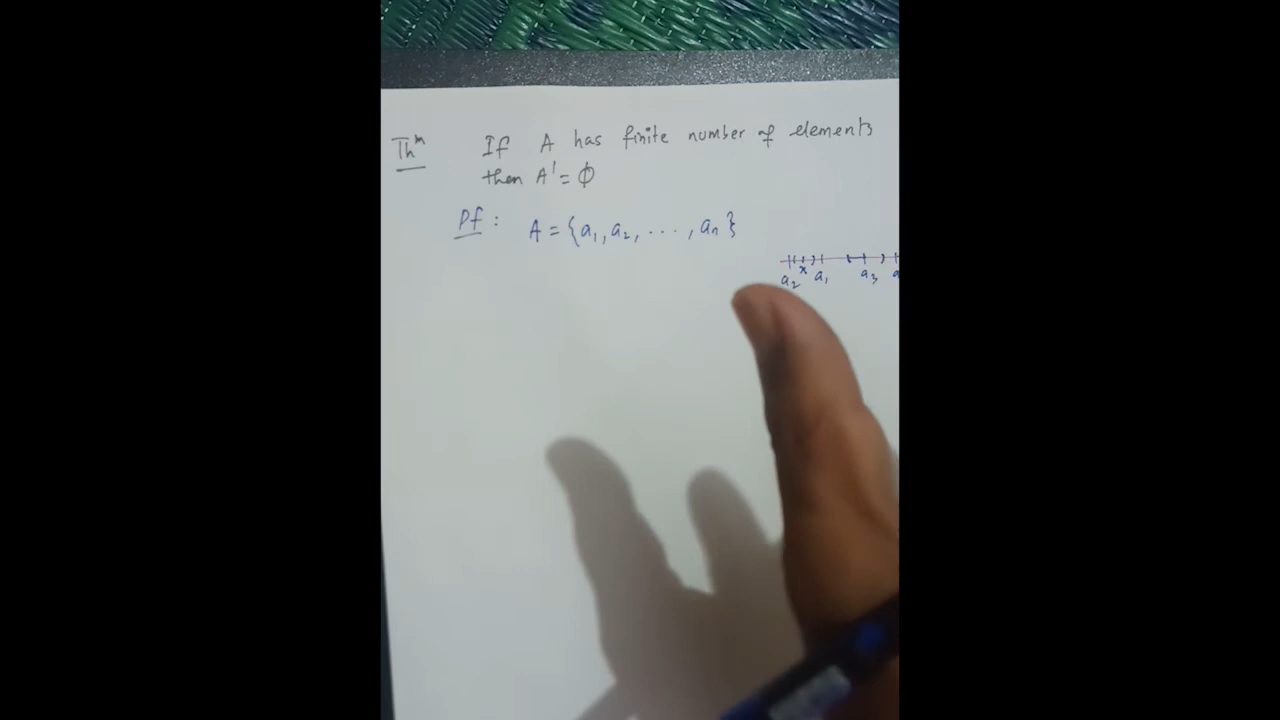 Thᵐ If A has finite number of elements
then A' = ϕ
Pf : A = {a₁, a₂, ..., aₙ}
x
a₂ a₁ a₃